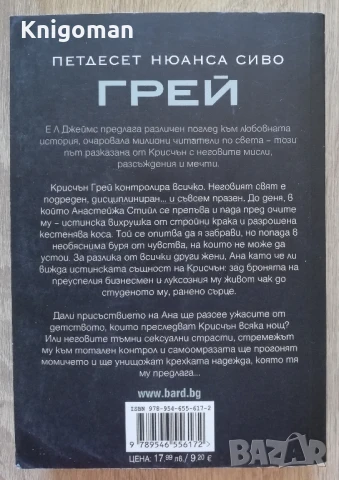 Knigoman
ПЕТДЕСЕТ НЮАНСА СИВО
ГРЕЙ
Е Л Джеймс предлага различен поглед към любовната
история, очаровала милиони читатели по света – този
път разказана от Крисчън с неговите мисли,
разсъждения и мечти.
Крисчън Грей контролира всичко. Неговият свят е
подреден, дисциплиниран... и съвсем празен. До деня, в
който Анастейжа Стийл се препъва и пада пред очите
му – истинска вихрушка от стройни крака и разрошена
кестенява коса. Той се опитва да я забрави, но попада в
необяснима буря от чувства, на които не може да
устои. За разлика от всички други жени, Ана като че ли
вижда истинската същност на Крисчън: зад бронята на
преуспелия бизнесмен и луксозния му живот чак до
студеното му, ранено сърце.
Дали присъствието на Ана ще разсее ужасите от
детството, които преследват Крисчън всяка нощ?
Или неговите тъмни сексуални страсти, стремежът
му към тотален контрол и самоомразата ще прогонят
момичето и ще унищожат крехката надежда, която тя
му предлага...
www.bard.bg
ISBN 978-954-655-617-2
9 789546 556172
ЦЕНА: 17,99 лв./ 9,20 €
БАZАР